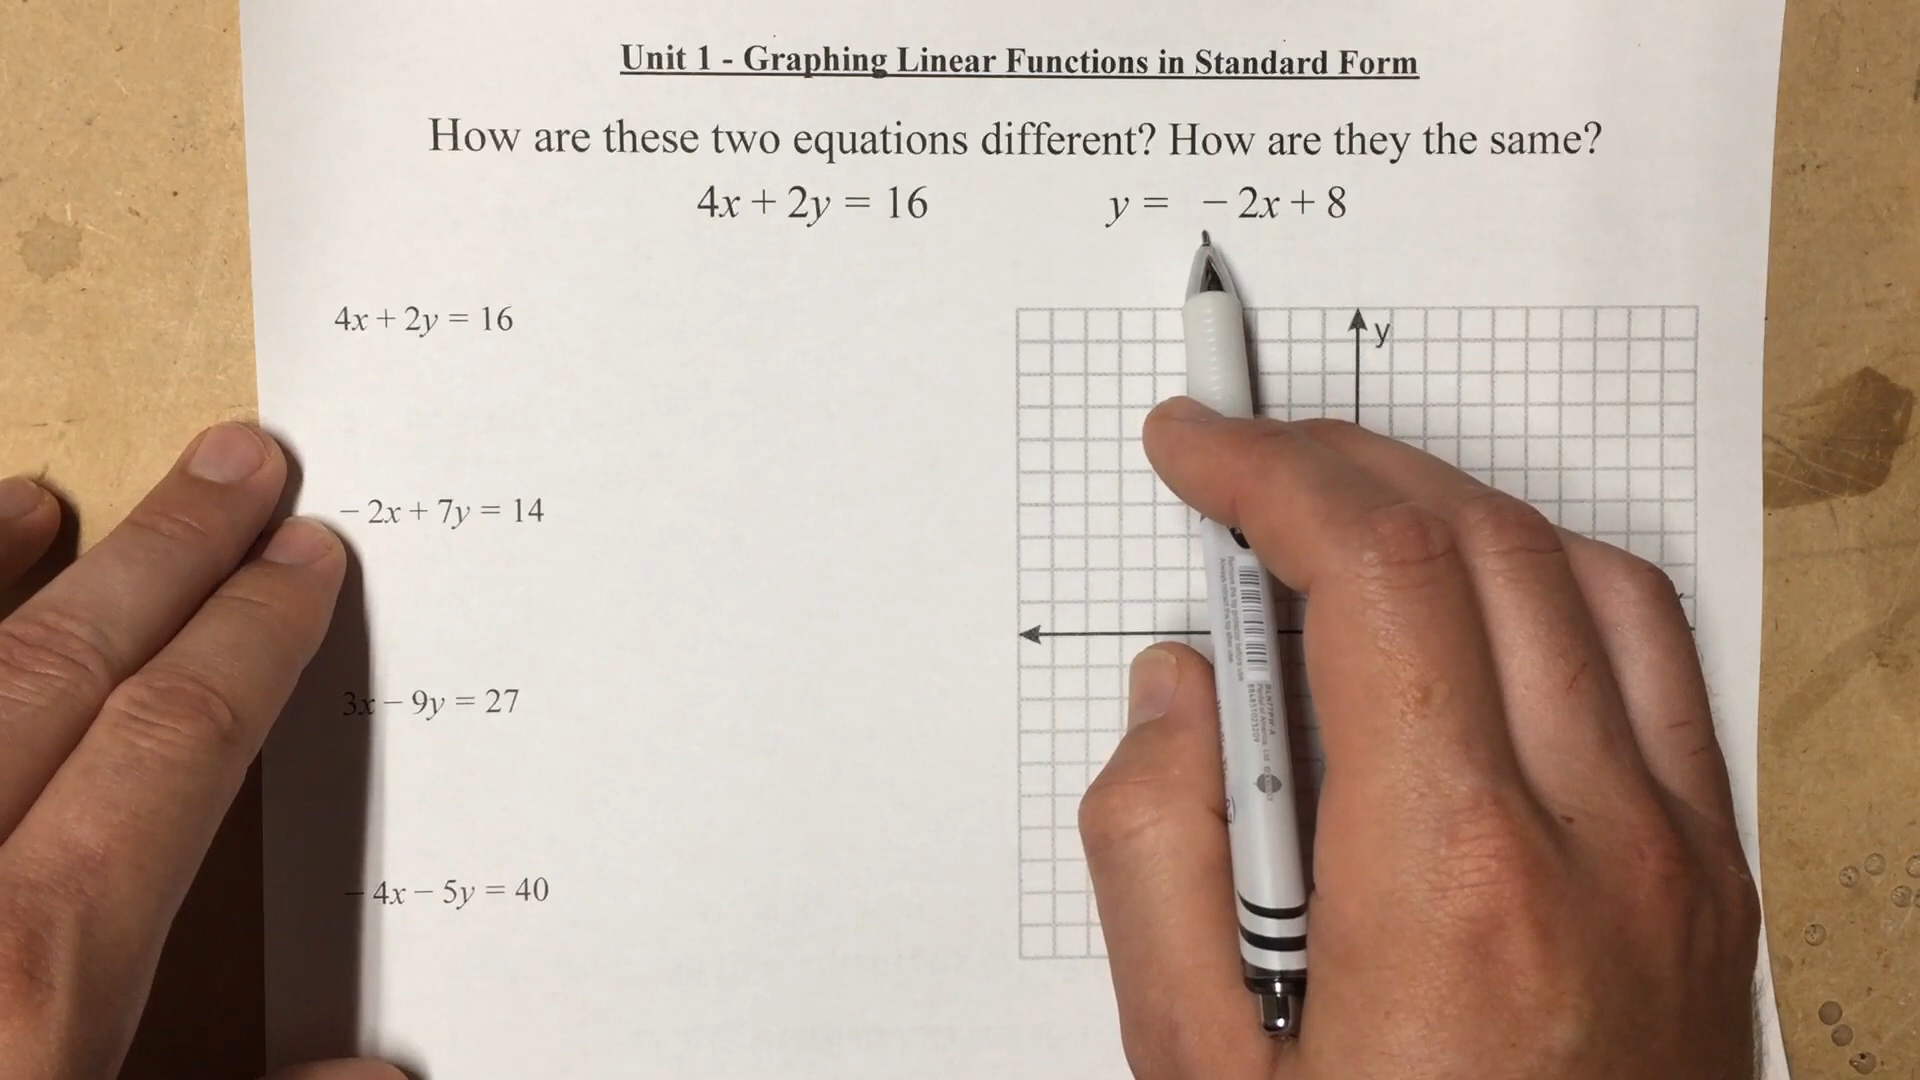 Unit 1 - Graphing Linear Functions in Standard Form
How are these two equations different? How are they the same?
4x + 2y = 16
y = − 2x + 8
4x + 2y = 16
y
− 2x + 7y = 14
3x − 9y = 27
− 4x − 5y = 40